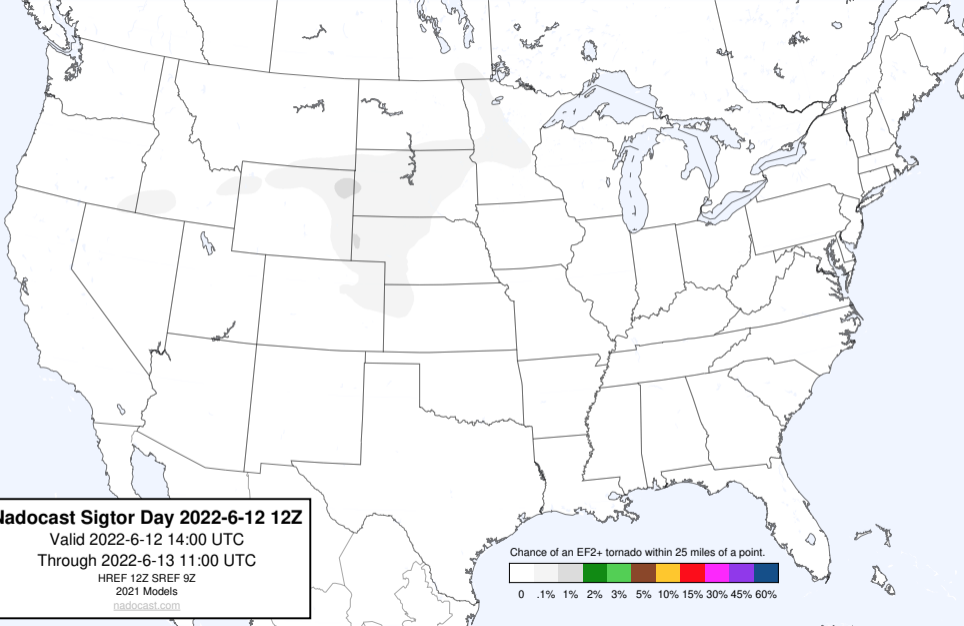 Nadocast Sigtor Day 2022-6-12 12Z
Valid 2022-6-12 14:00 UTC
Through 2022-6-13 11:00 UTC
HREF 12Z SREF 9Z
2021 Models
nadocast.com
Chance of an EF2+ tornado within 25 miles of a point.
0 .1% 1% 2% 3% 5% 10% 15% 30% 45% 60%